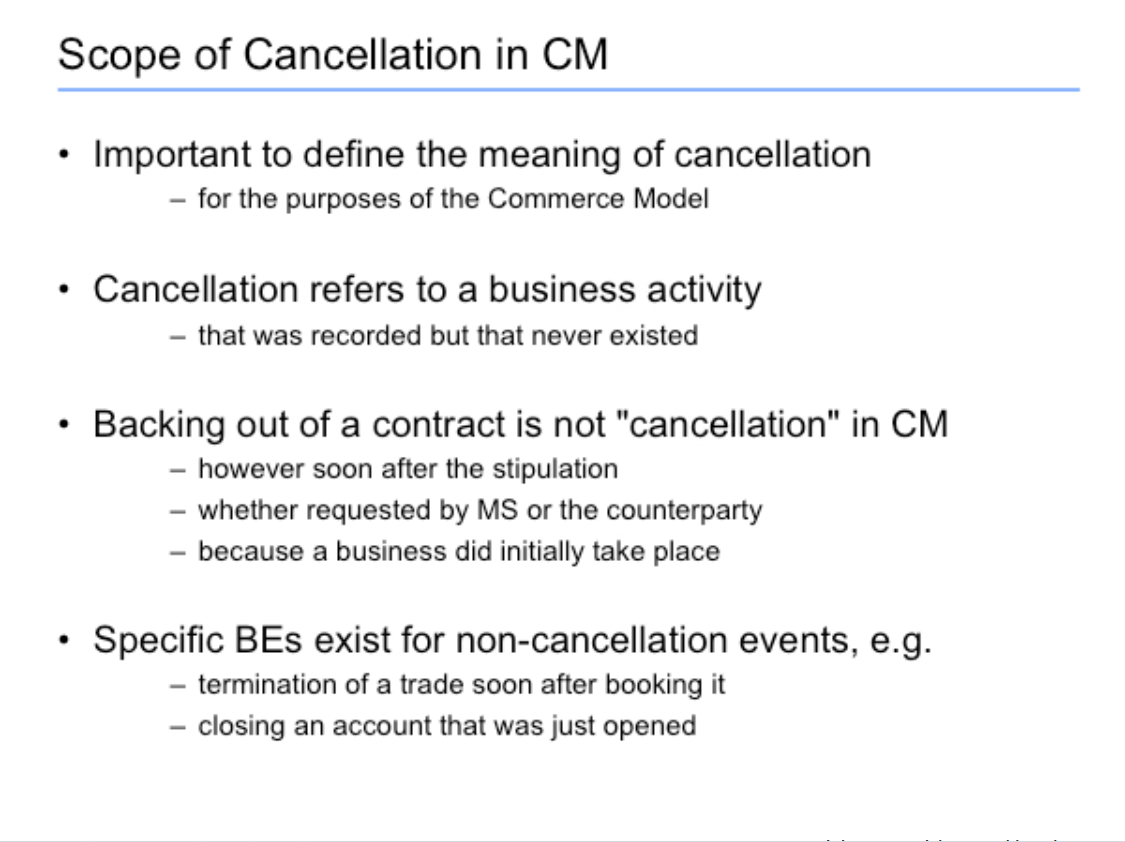 Scope of Cancellation in CM
• Important to define the meaning of cancellation
– for the purposes of the Commerce Model
• Cancellation refers to a business activity
– that was recorded but that never existed
• Backing out of a contract is not "cancellation" in CM
– however soon after the stipulation
– whether requested by MS or the counterparty
– because a business did initially take place
• Specific BEs exist for non-cancellation events, e.g.
– termination of a trade soon after booking it
– closing an account that was just opened